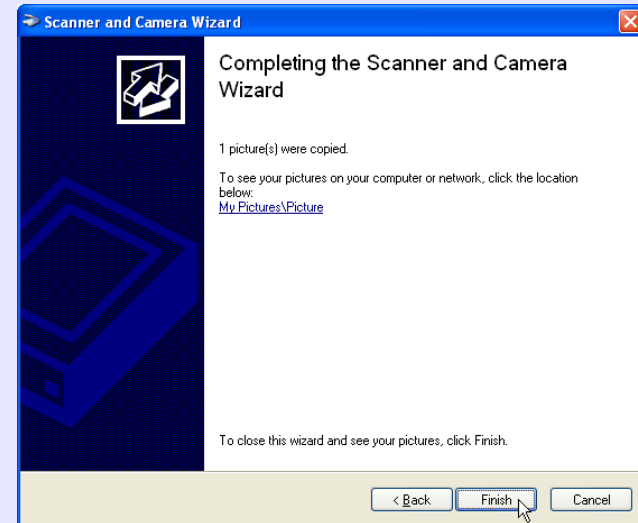 Scanner and Camera Wizard
Completing the Scanner and Camera
Wizard
1 picture(s) were copied.
To see your pictures on your computer or network, click the location
below:
My Pictures\Picture
To close this wizard and see your pictures, click Finish.
< Back Finish Cancel